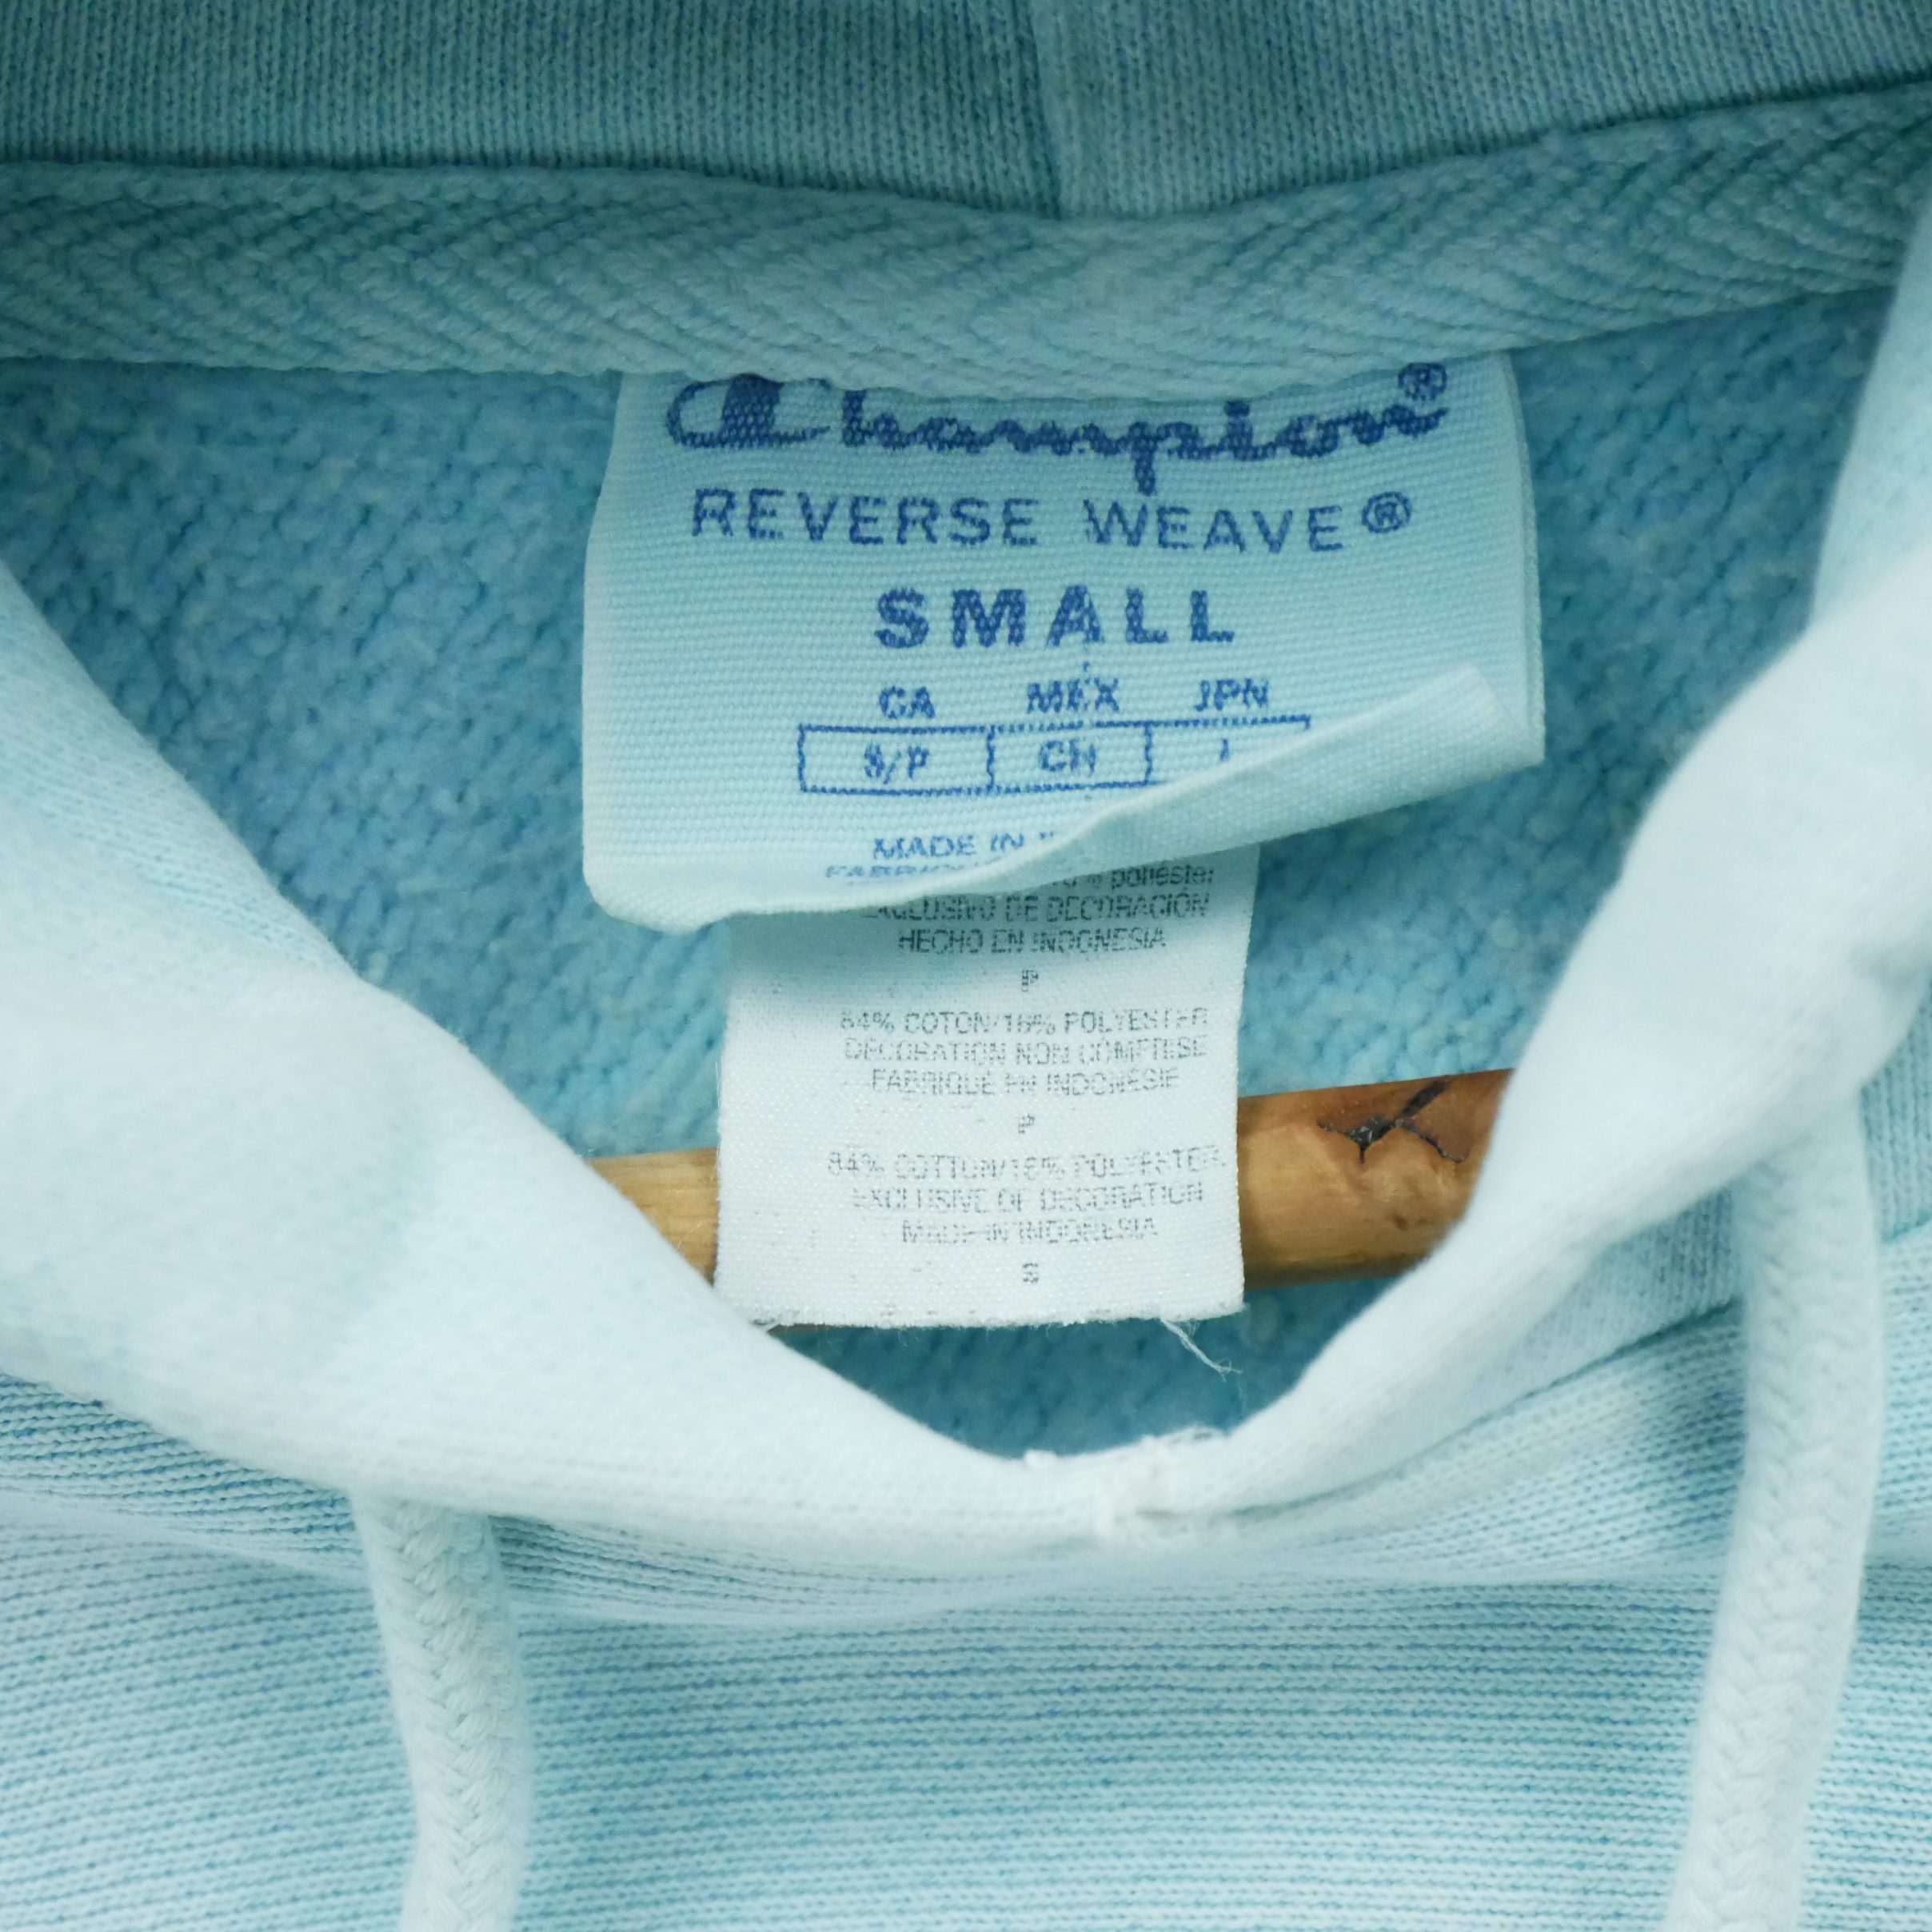 Champion®
REVERSE WEAVE®
SMALL
CA MEX JPN
S/P CH
MADE IN
% poliéster
EXCLUSIVO DE DECORACIÓN
HECHO EN INDONESIA
P
84% COTON/16% POLYESTER
DÉCORATION NON COMPRISE
FABRIQUÉ EN INDONÉSIE
P
84% COTTON/16% POLYESTER
EXCLUSIVE OF DECORATION
MADE IN INDONESIA
S